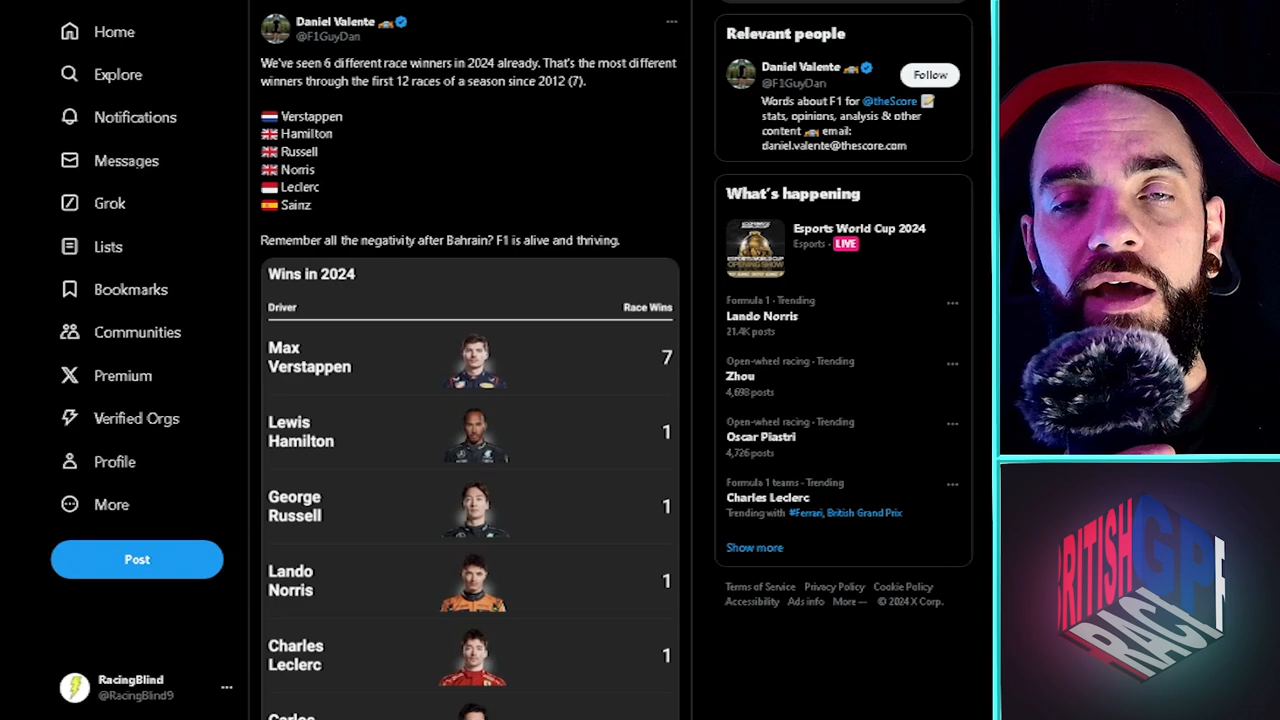 Home
Explore
Notifications
Messages
Grok
Lists
Bookmarks
Communities
Premium
Verified Orgs
Profile
More
Post
RacingBlind
@RacingBlind9
Daniel Valente
@F1GuyDan
We've seen 6 different race winners in 2024 already. That's the most different
winners through the first 12 races of a season since 2012 (7).
Verstappen
Hamilton
Russell
Norris
Leclerc
Sainz
Remember all the negativity after Bahrain? F1 is alive and thriving.
Wins in 2024
Driver Race Wins
Max
Verstappen 7
Lewis
Hamilton 1
George
Russell 1
Lando
Norris 1
Charles
Leclerc 1
Relevant people
Daniel Valente
@F1GuyDan
Follow
Words about F1 for @theScore
stats, opinions, analysis & other
content email:
daniel.valente@thescore.com
What's happening
Esports World Cup 2024
Esports · LIVE
Formula 1 · Trending
Lando Norris
21.4K posts
Open-wheel racing · Trending
Zhou
4,698 posts
Open-wheel racing · Trending
Oscar Piastri
4,726 posts
Formula 1 teams · Trending
Charles Leclerc
Trending with #Ferrari, British Grand Prix
Show more
Terms of Service Privacy Policy Cookie Policy
Accessibility Ads info More ··· © 2024 X Corp.
BRITISH GP
RAC